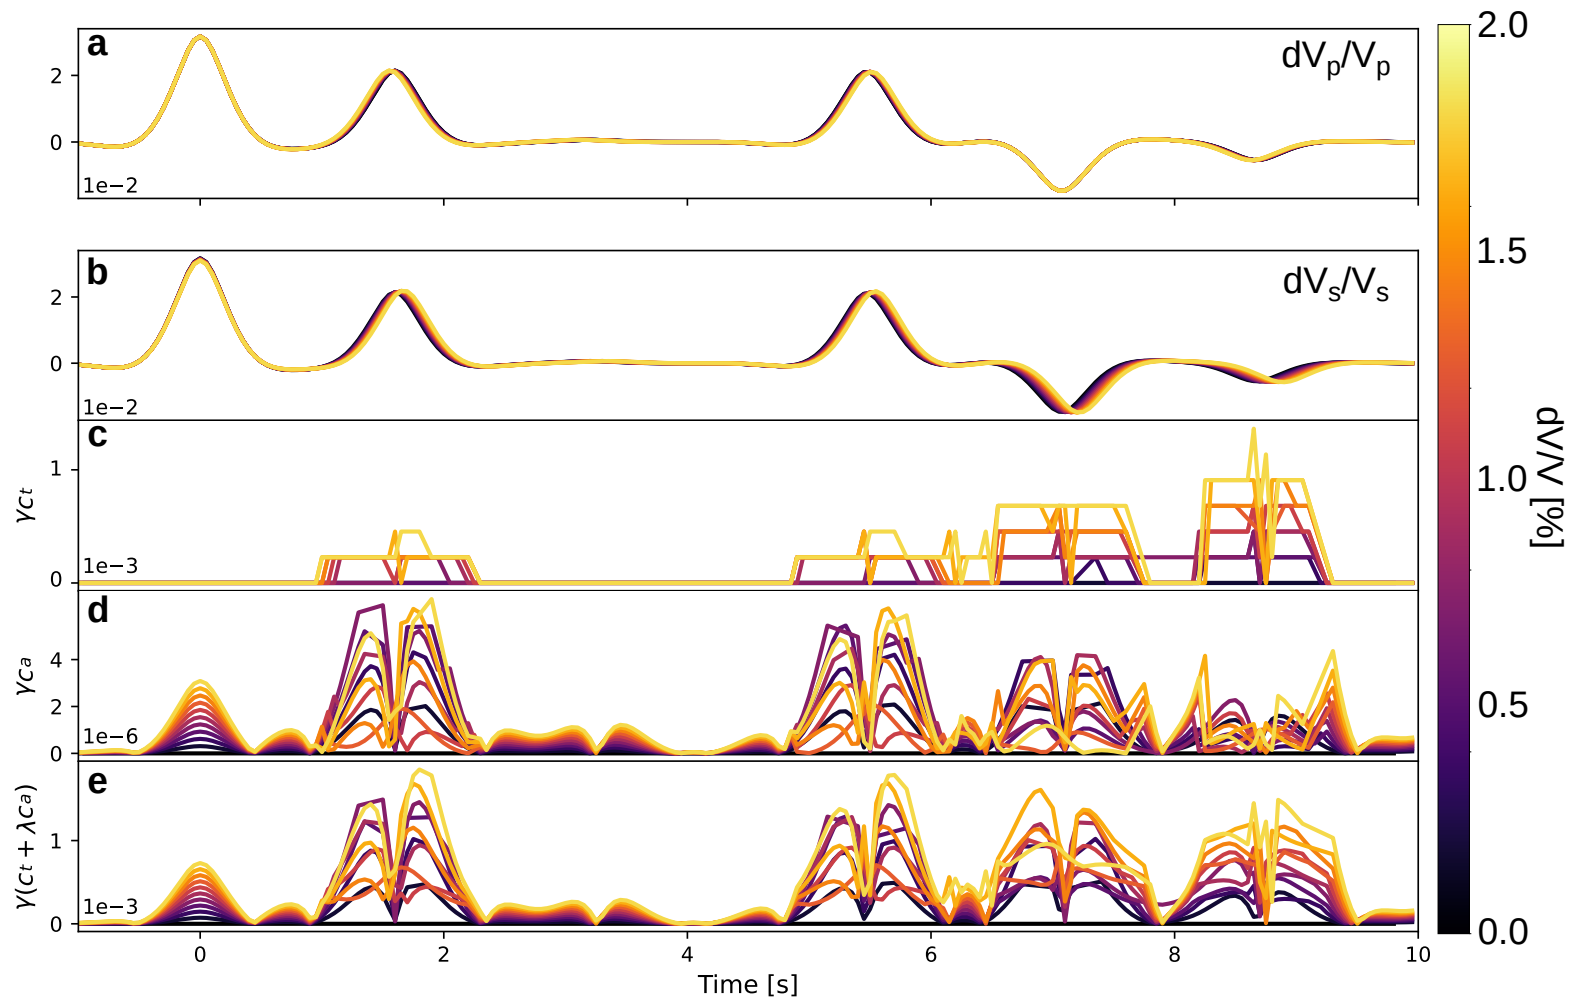 a
dVp/Vp
2
0
1e−2
b
dVs/Vs
2
0
1e−2
c
γct
1
0
1e−3
d
γca
4
2
0
1e−6
e
γ(ct + λca)
1
0
1e−3
0
2
4
6
8
10
Time [s]
2.0
1.5
1.0
0.5
0.0
dV/V [%]